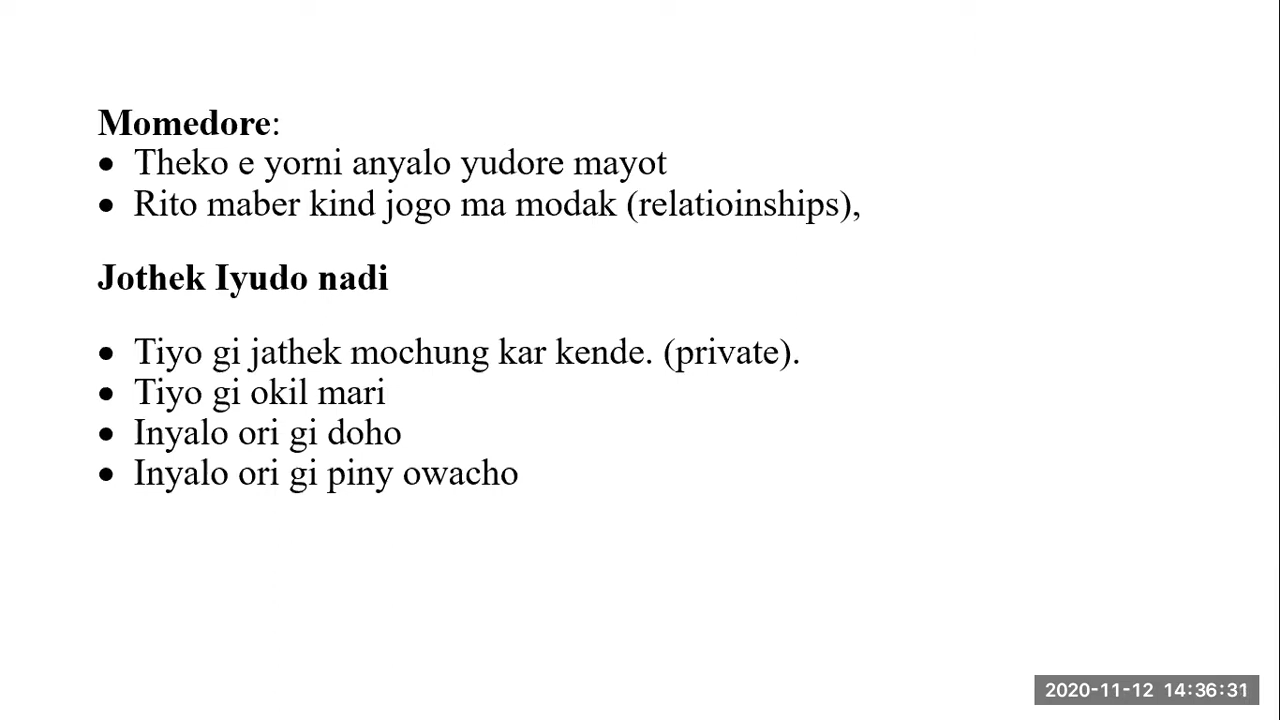 Momedore:
• Theko e yorni anyalo yudore mayot
• Rito maber kind jogo ma modak (relatioinships),
Jothek Iyudo nadi
• Tiyo gi jathek mochung kar kende. (private).
• Tiyo gi okil mari
• Inyalo ori gi doho
• Inyalo ori gi piny owacho
2020-11-12 14:36:31